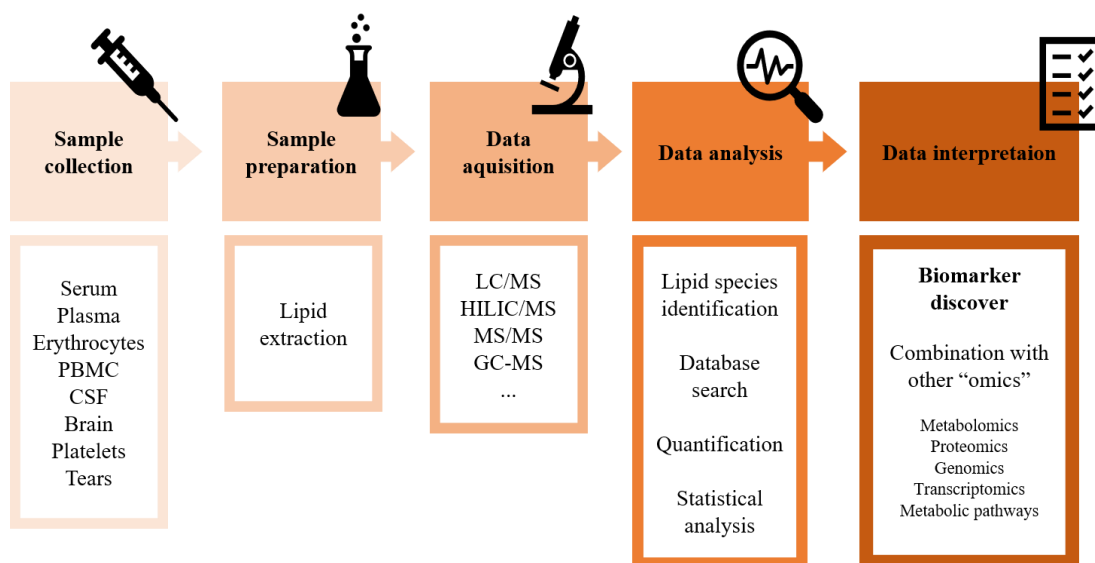 Sample
collection
Sample
preparation
Data
aquisition
Data analysis
Data interpretaion
Serum
Plasma
Erythrocytes
PBMC
CSF
Brain
Platelets
Tears
Lipid
extraction
LC/MS
HILIC/MS
MS/MS
GC-MS
...
Lipid species
identification
Database
search
Quantification
Statistical
analysis
Biomarker
discover
Combination with
other “omics”
Metabolomics
Proteomics
Genomics
Transcriptomics
Metabolic pathways